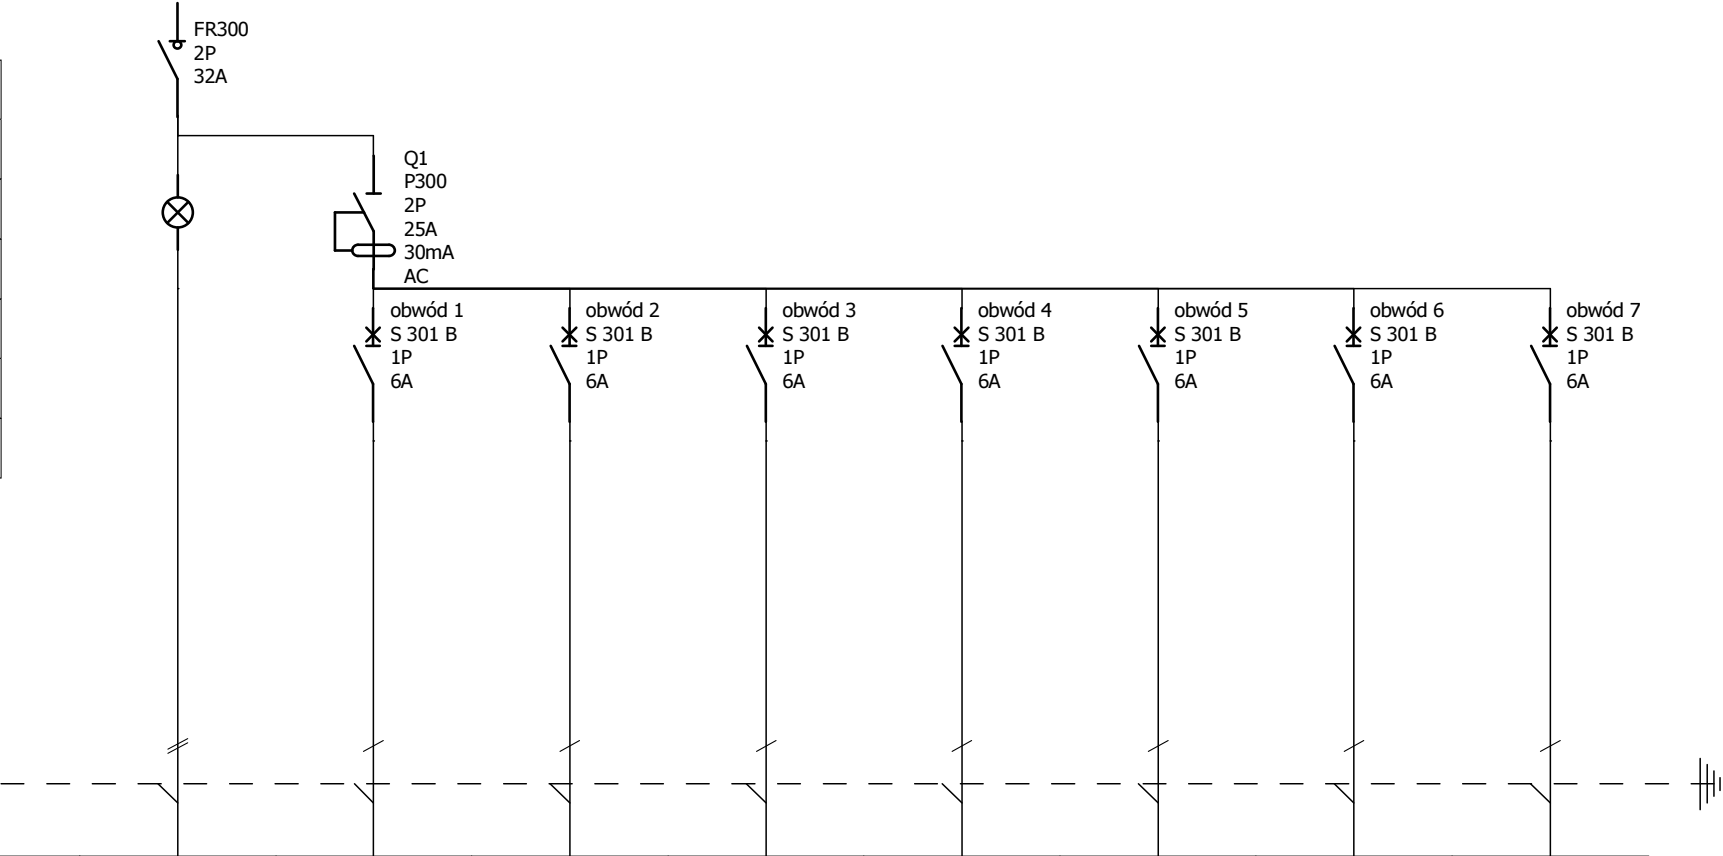 FR300
2P
32A
Q1
P300
2P
25A
30mA
AC
obwód 1
S 301 B
1P
6A
obwód 2
S 301 B
1P
6A
obwód 3
S 301 B
1P
6A
obwód 4
S 301 B
1P
6A
obwód 5
S 301 B
1P
6A
obwód 6
S 301 B
1P
6A
obwód 7
S 301 B
1P
6A